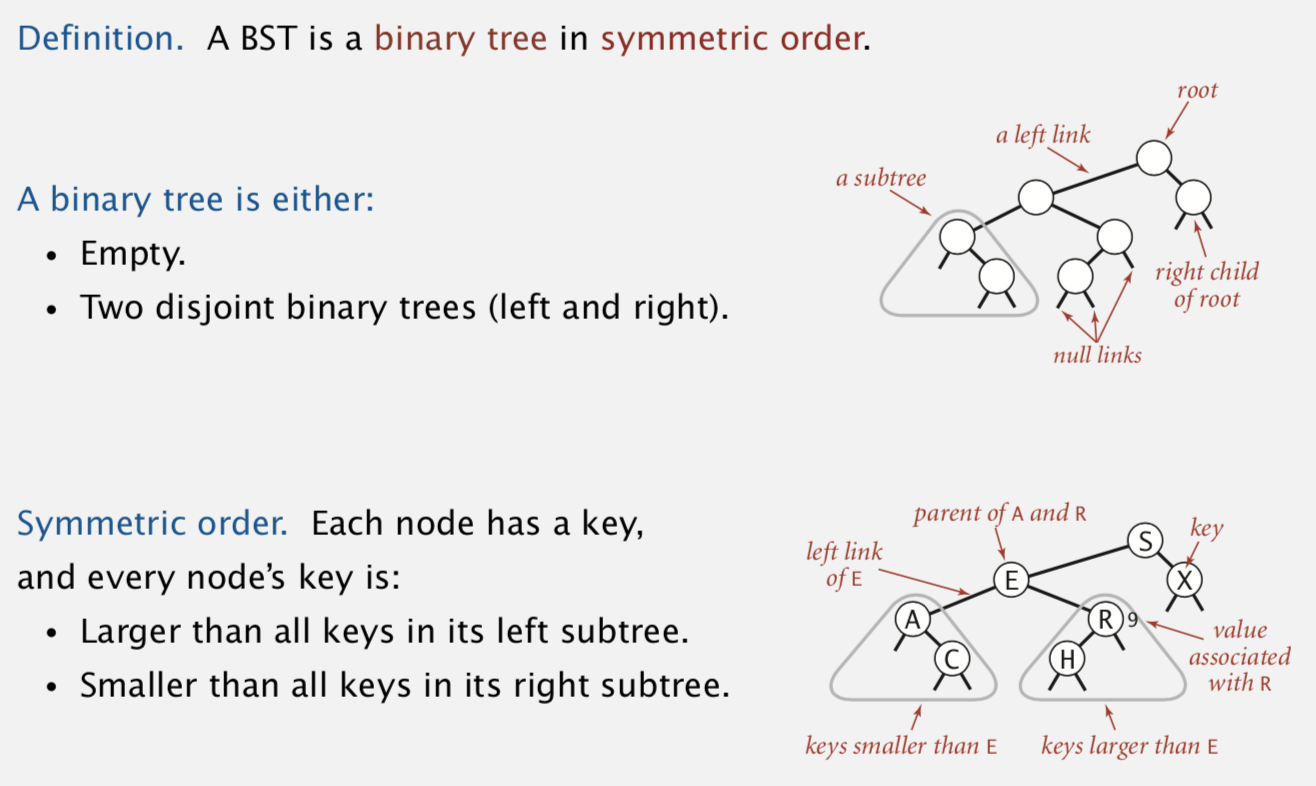 Definition. A BST is a binary tree in symmetric order.
A binary tree is either:
• Empty.
• Two disjoint binary trees (left and right).
root
a left link
a subtree
right child
of root
null links
Symmetric order. Each node has a key,
and every node's key is:
• Larger than all keys in its left subtree.
• Smaller than all keys in its right subtree.
parent of A and R
key
left link
of E
S
E
X
A
R 9
C
H
value
associated
with R
keys smaller than E
keys larger than E